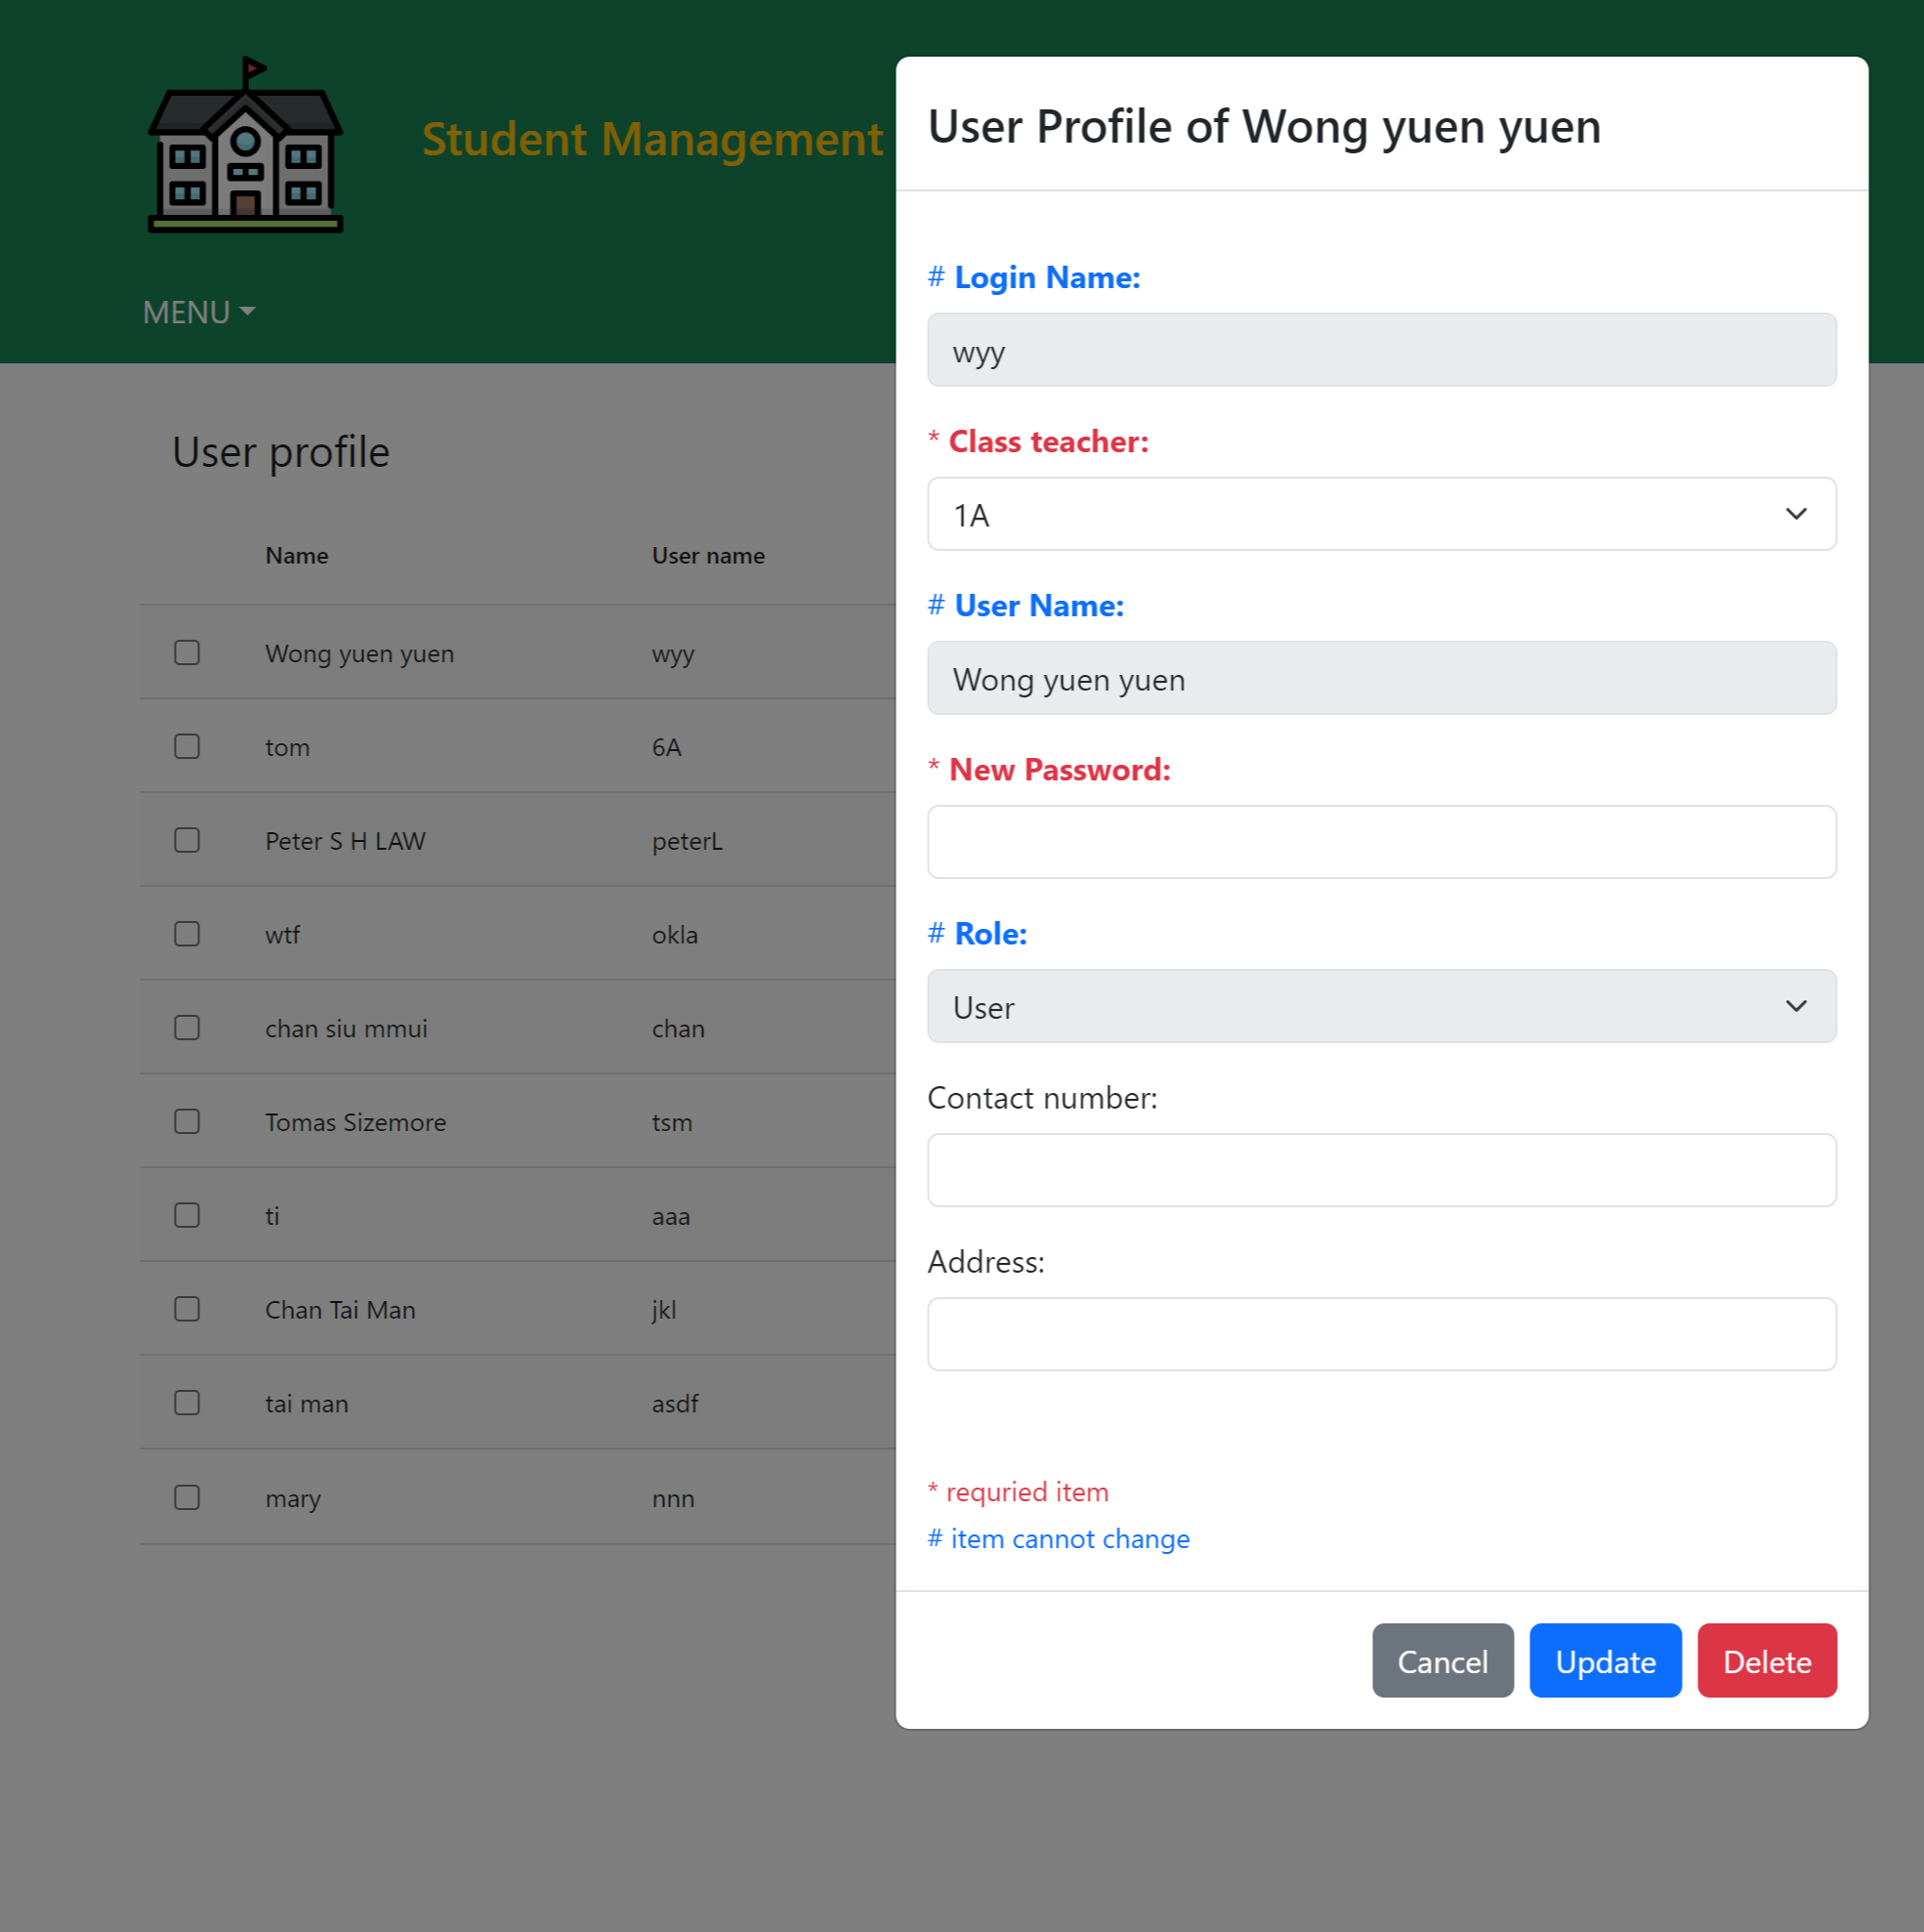 Student Management
MENU
User profile
Name User name
Wong yuen yuen wyy
tom 6A
Peter S H LAW peterL
wtf okla
chan siu mmui chan
Tomas Sizemore tsm
ti aaa
Chan Tai Man jkl
tai man asdf
mary nnn
User Profile of Wong yuen yuen
# Login Name:
wyy
* Class teacher:
1A
# User Name:
Wong yuen yuen
* New Password:
# Role:
User
Contact number:
Address:
* requried item
# item cannot change
Cancel Update Delete